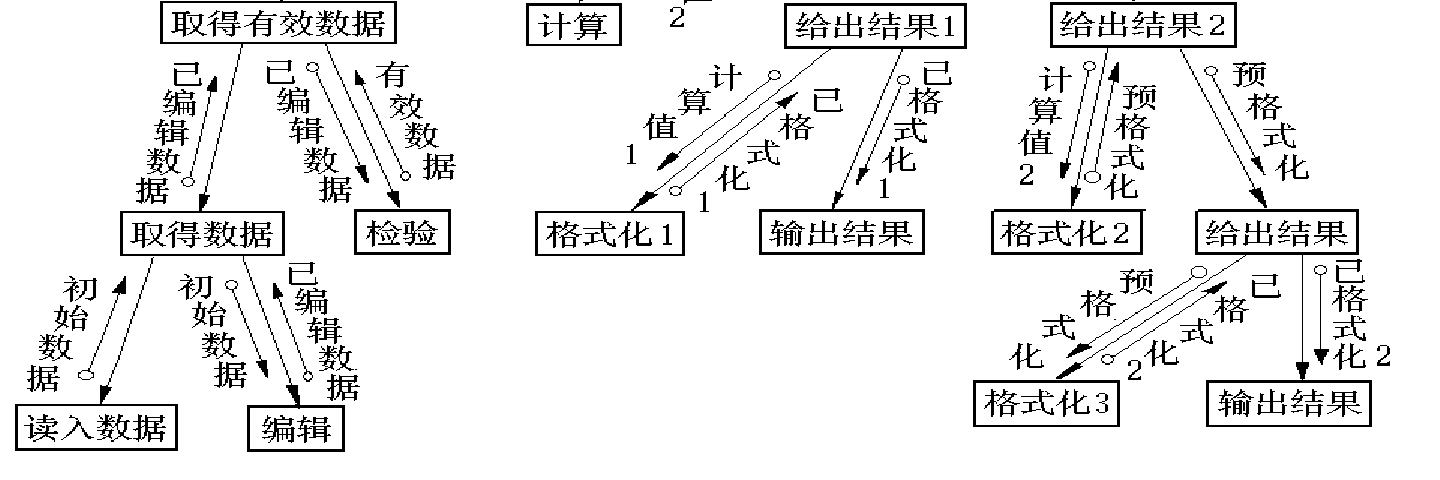 取得有效数据
计算
2
给出结果1
给出结果2
已编辑数据
已编辑数据
有效数据
计算值1
已格式化1
已格式化1
计算值2
预格式化
预格式化
取得数据
检验
格式化1
输出结果
格式化2
给出结果
初始数据
初始数据
已编辑数据
预格式化
已格式化2
已格式化2
读入数据
编辑
格式化3
输出结果